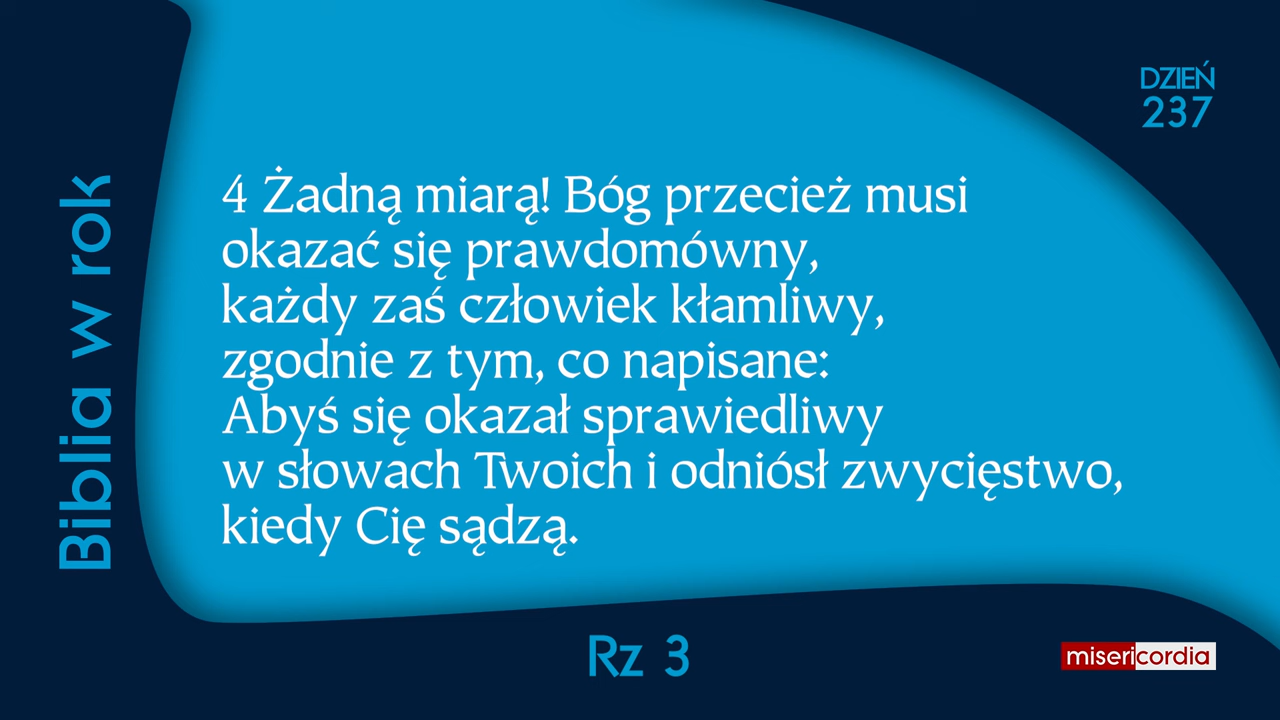 DZIEŃ
237
Biblia w rok
4 Żadną miarą! Bóg przecież musi
okazać się prawdomówny,
każdy zaś człowiek kłamliwy,
zgodnie z tym, co napisane:
Abyś się okazał sprawiedliwy
w słowach Twoich i odniósł zwycięstwo,
kiedy Cię sądzą.
Rz 3
misericordia